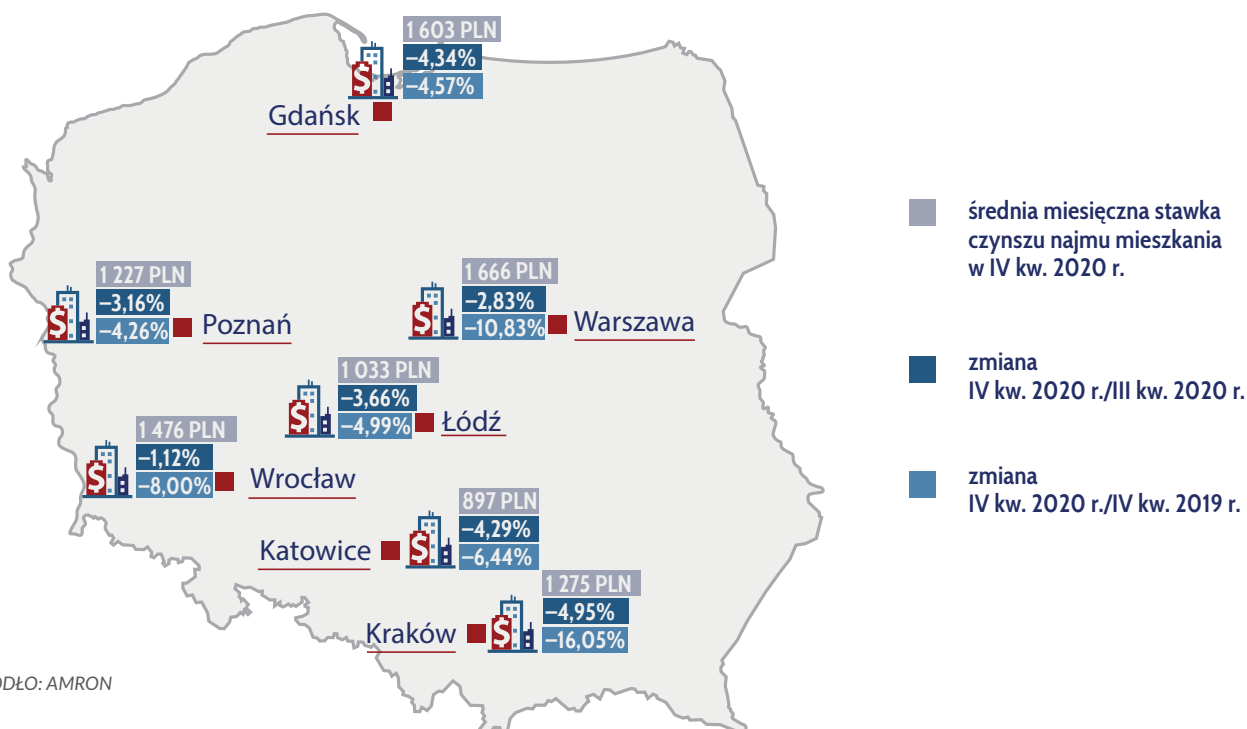 1 603 PLN
–4,34%
–4,57%
Gdańsk
1 227 PLN
–3,16%
–4,26%
Poznań
1 666 PLN
–2,83%
–10,83%
Warszawa
1 033 PLN
–3,66%
–4,99%
Łódź
1 476 PLN
–1,12%
–8,00%
Wrocław
897 PLN
–4,29%
–6,44%
Katowice
1 275 PLN
–4,95%
–16,05%
Kraków
średnia miesięczna stawka
czynszu najmu mieszkania
w IV kw. 2020 r.
zmiana
IV kw. 2020 r./III kw. 2020 r.
zmiana
IV kw. 2020 r./IV kw. 2019 r.
ODŁO: AMRON